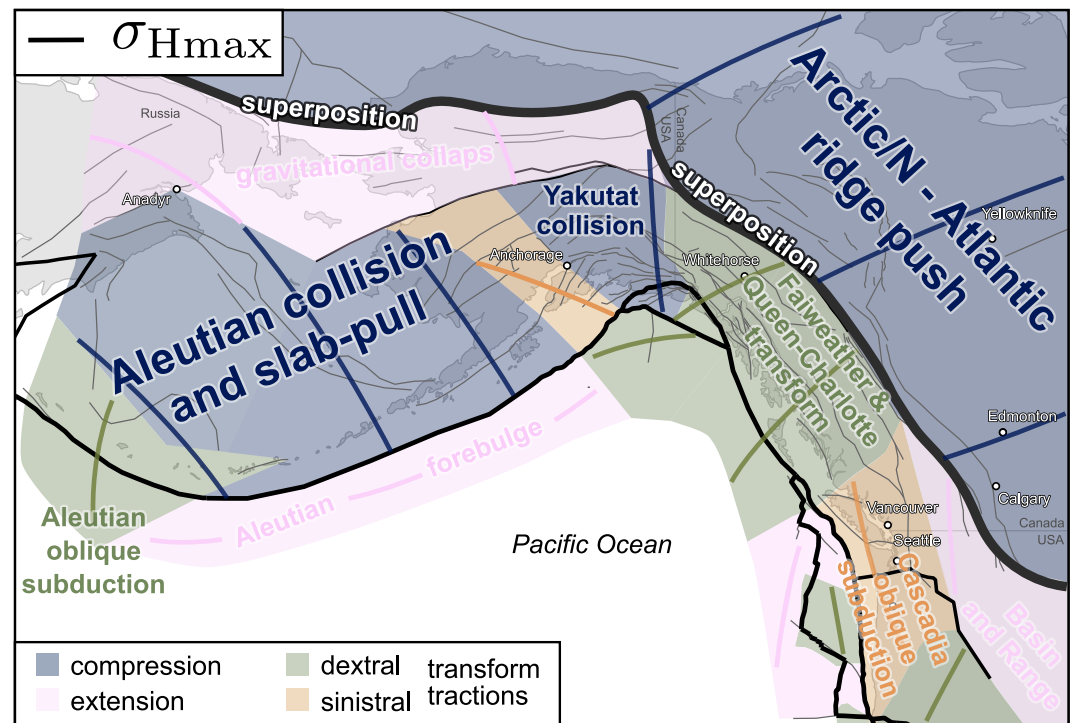 σHmax
Arctic/N - Atlantic
ridge push
superposition
Russia
Canada
USA
gravitational collaps
superposition
Anadyr
Yakutat
collision
Yellowknife
Aleutian collision
and slab-pull
Anchorage
Whitehorse
Faiweather &
Queen-Charlotte
transform
Edmonton
forebulge
Aleutian
Calgary
Vancouver
Canada
USA
Seattle
Aleutian
oblique
subduction
Pacific Ocean
Cascadia
oblique
subduction
Basin
and Range
compression
extension
dextral
sinistral
transform
tractions